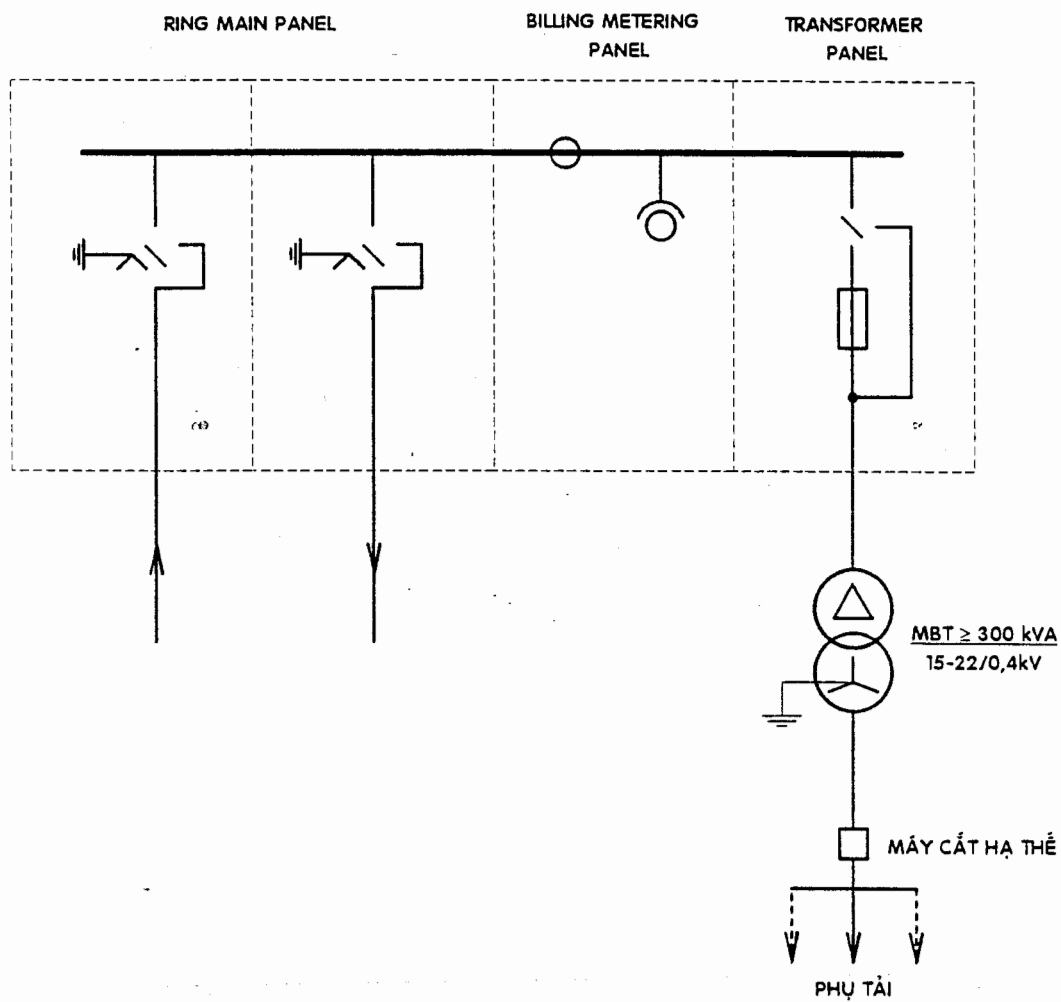 RING MAIN PANEL
BILLING METERING
PANEL
TRANSFORMER
PANEL
MBT ≥ 300 kVA
15-22/0,4kV
MÁY CẮT HẠ THẾ
PHỤ TẢI